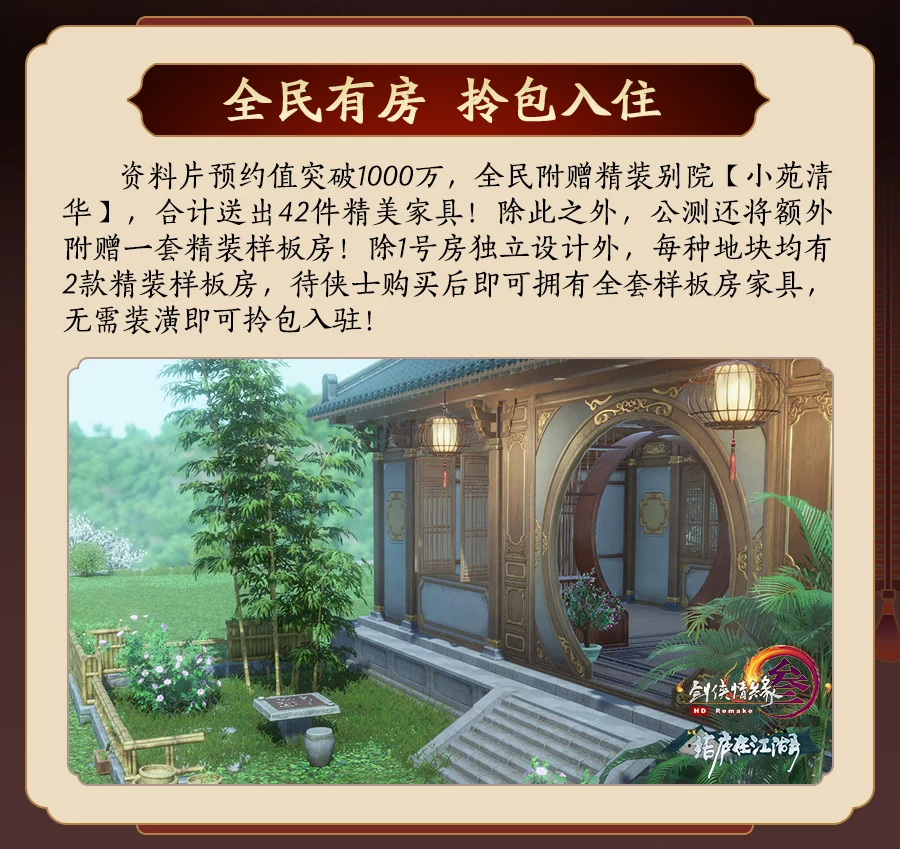 全民有房 拎包入住
资料片预约值突破1000万，全民附赠精装别院【小苑清
华】，合计送出42件精美家具！除此之外，公测还将额外
附赠一套精装样板房！除1号房独立设计外，每种地块均有
2款精装样板房，待侠士购买后即可拥有全套样板房家具，
无需装潢即可拎包入驻！
剑侠情缘叁
HD Remake
结庐在江湖